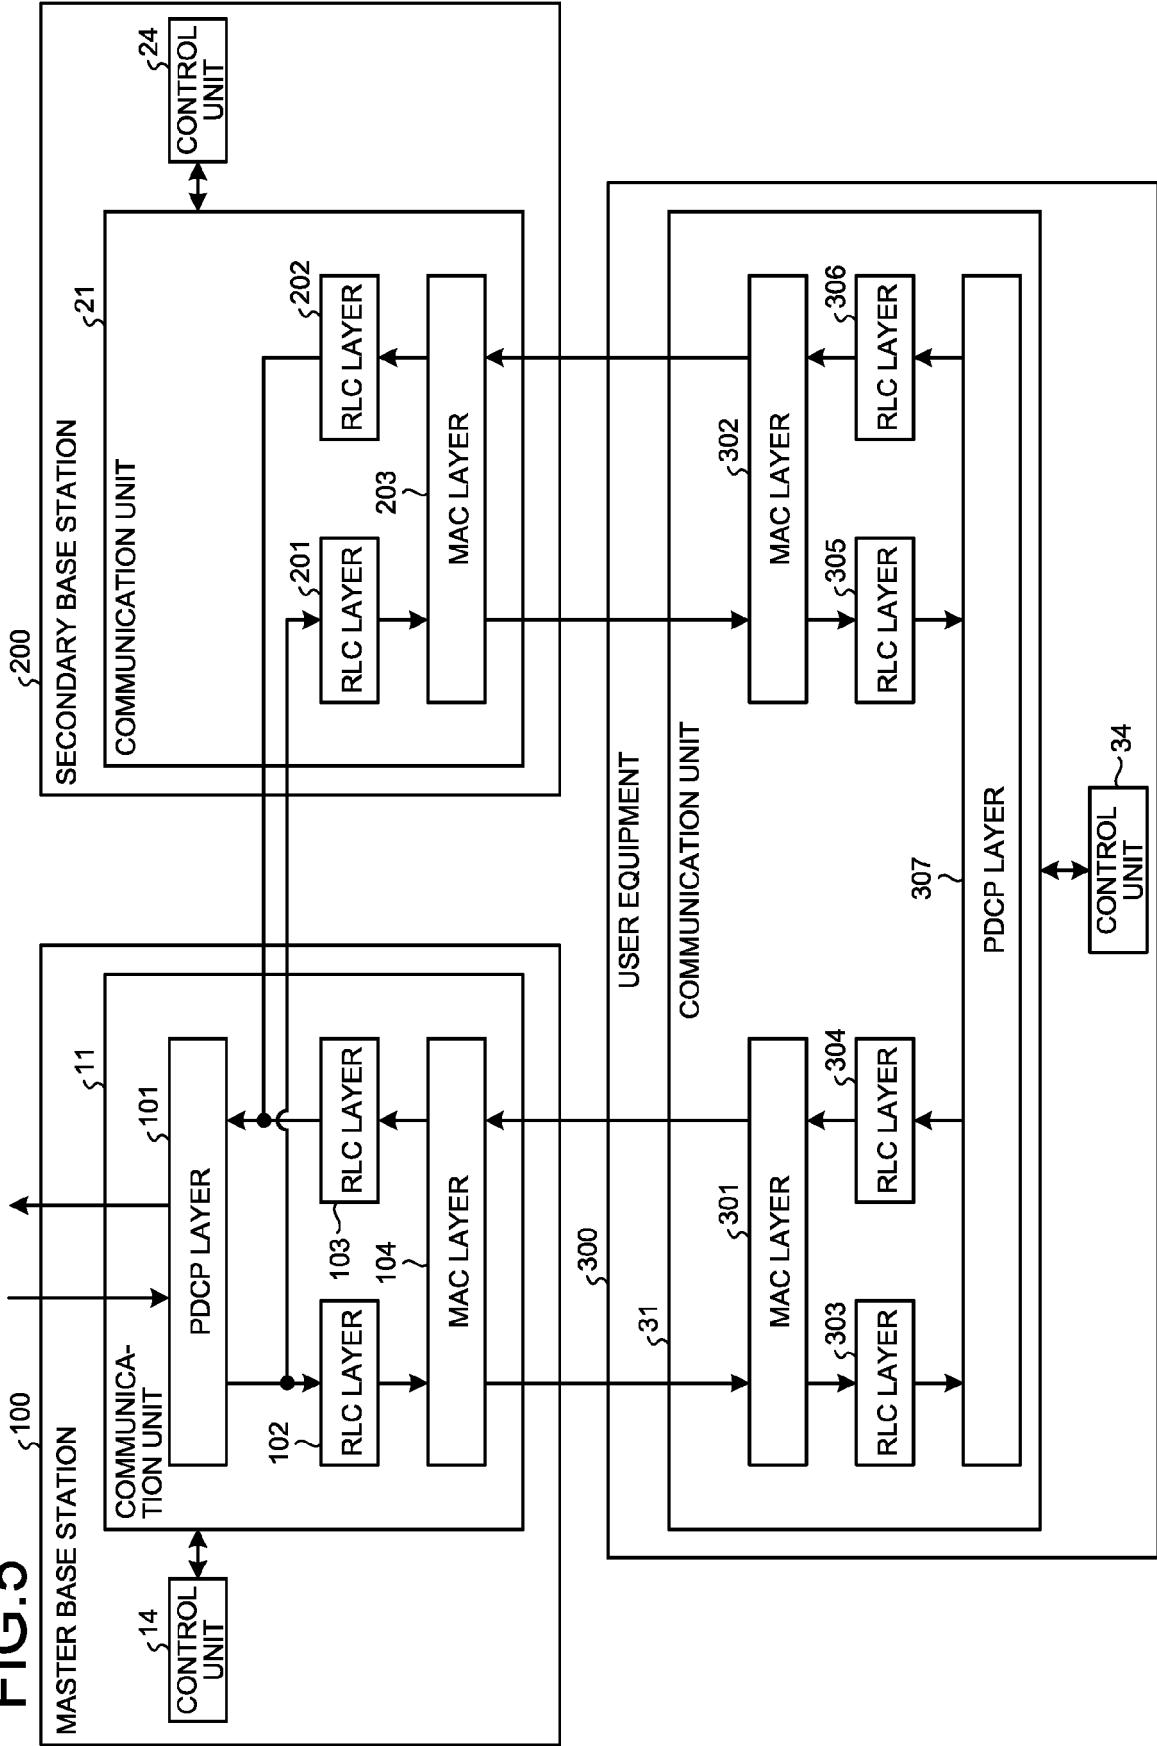 FIG.5
100
MASTER BASE STATION
14
CONTROL
UNIT
11
COMMUNICA-
TION UNIT
101
PDCP LAYER
102
RLC LAYER
103
RLC LAYER
104
MAC LAYER
200
SECONDARY BASE STATION
21
COMMUNICATION UNIT
24
CONTROL
UNIT
201
RLC LAYER
202
RLC LAYER
203
MAC LAYER
300
USER EQUIPMENT
31
COMMUNICATION UNIT
301
MAC LAYER
302
MAC LAYER
303
RLC LAYER
304
RLC LAYER
305
RLC LAYER
306
RLC LAYER
307
PDCP LAYER
34
CONTROL
UNIT